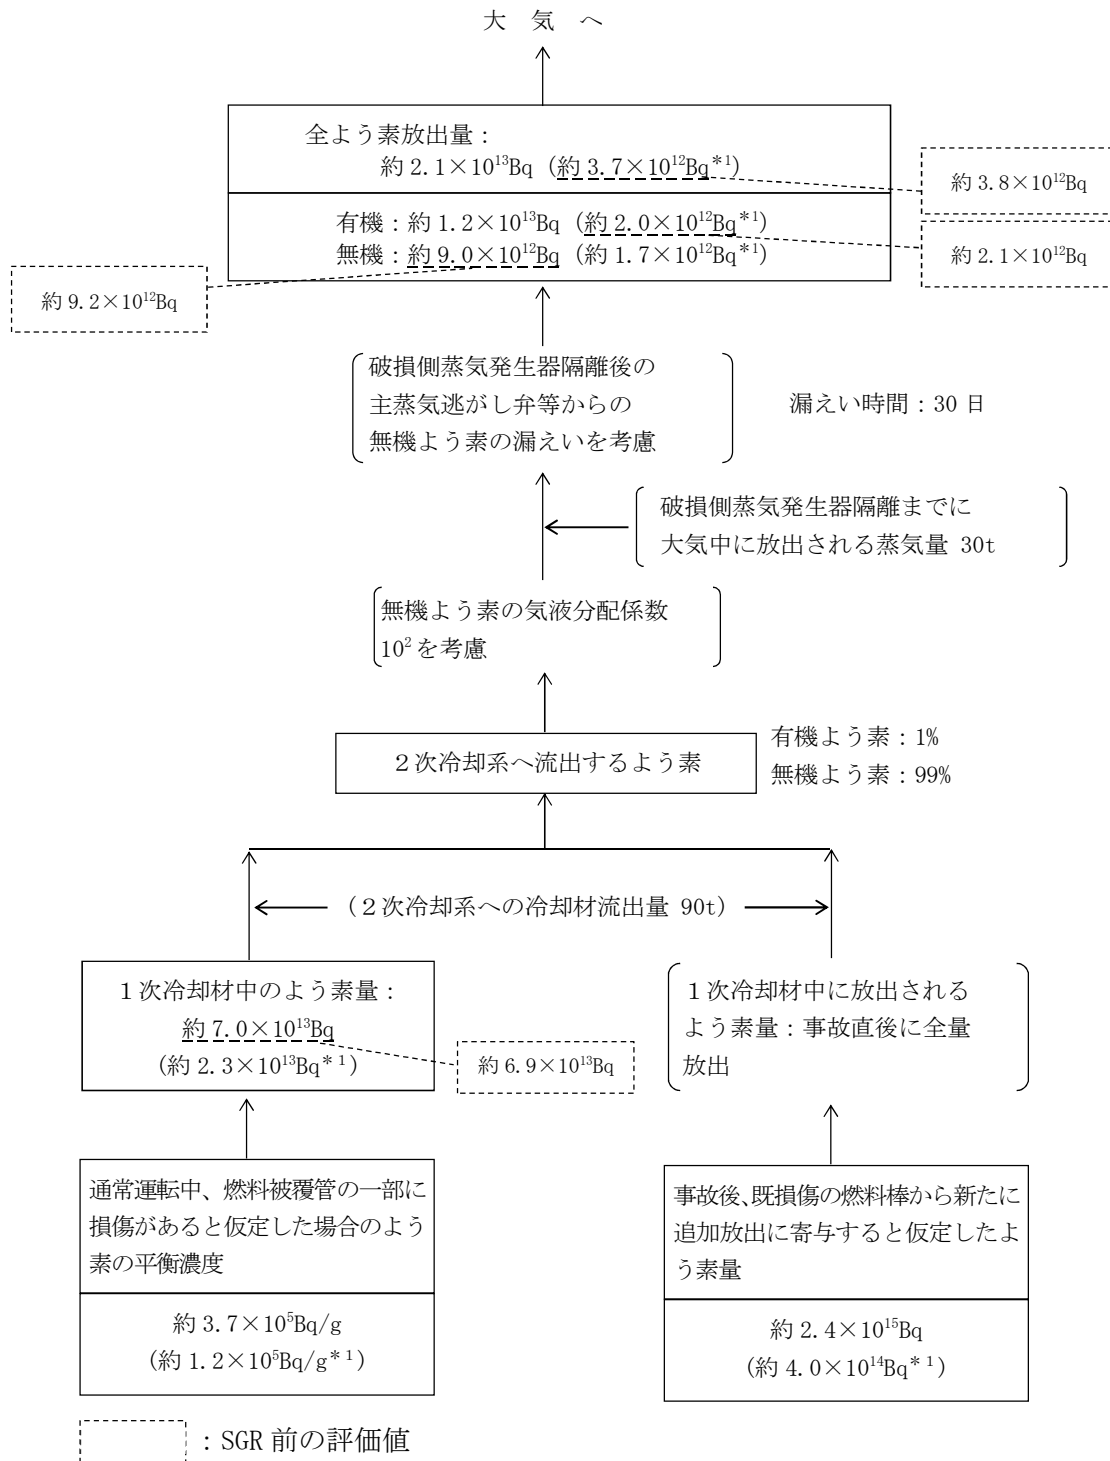 大 気 へ
全よう素放出量：
約 2.1×10¹³Bq (約 3.7×10¹²Bq*¹)
約 3.8×10¹²Bq
有機：約 1.2×10¹³Bq (約 2.0×10¹²Bq*¹)
無機：約 9.0×10¹²Bq (約 1.7×10¹²Bq*¹)
約 2.1×10¹²Bq
約 9.2×10¹²Bq
破損側蒸気発生器隔離後の
主蒸気逃がし弁等からの
無機よう素の漏えいを考慮
漏えい時間：30 日
破損側蒸気発生器隔離までに
大気中に放出される蒸気量 30t
無機よう素の気液分配係数
10²を考慮
２次冷却系へ流出するよう素
有機よう素：1%
無機よう素：99%
(２次冷却系への冷却材流出量 90t)
１次冷却材中のよう素量：
約 7.0×10¹³Bq
(約 2.3×10¹³Bq*¹)
約 6.9×10¹³Bq
１次冷却材中に放出される
よう素量：事故直後に全量
放出
通常運転中、燃料被覆管の一部に
損傷があると仮定した場合のよう
素の平衡濃度
約 3.7×10⁵Bq/g
(約 1.2×10⁵Bq/g*¹)
事故後、既損傷の燃料棒から新たに
追加放出に寄与すると仮定したよ
う素量
約 2.4×10¹⁵Bq
(約 4.0×10¹⁴Bq*¹)
：SGR 前の評価値